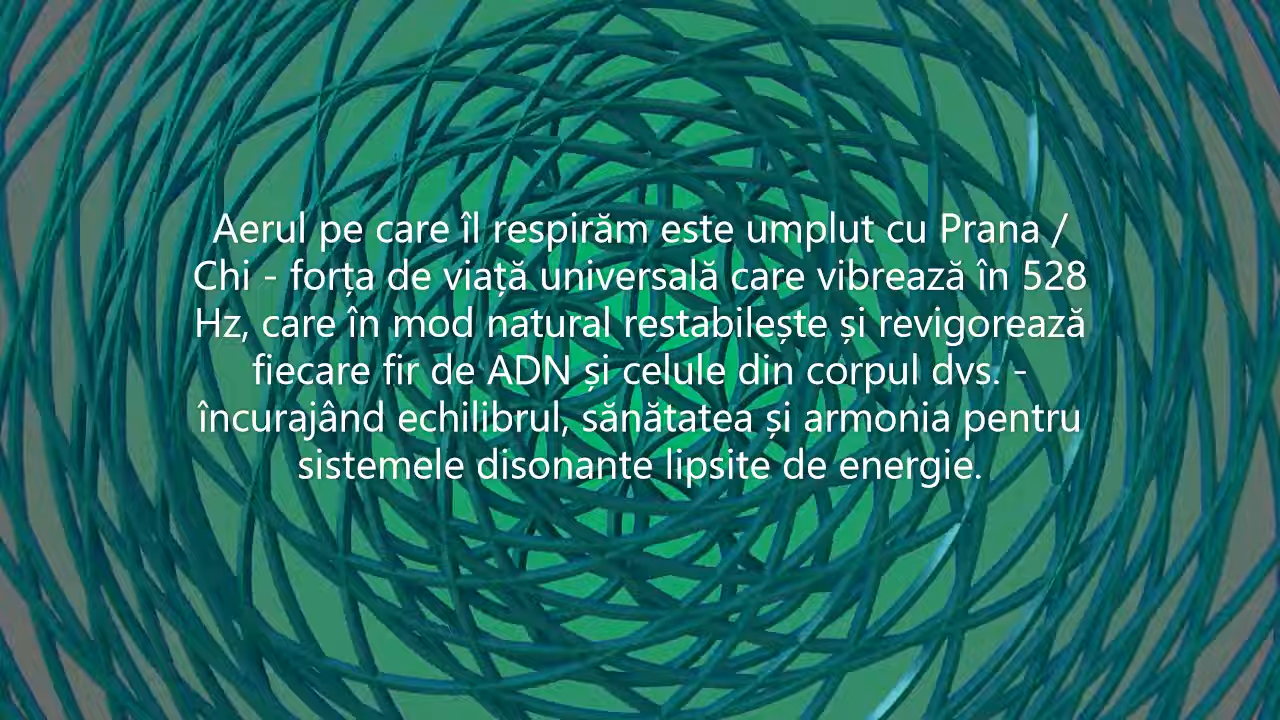 Aerul pe care îl respirăm este umplut cu Prana /
Chi - forța de viață universală care vibrează în 528
Hz, care în mod natural restabilește și revigorează
fiecare fir de ADN și celule din corpul dvs. -
încurajând echilibrul, sănătatea și armonia pentru
sistemele disonante lipsite de energie.